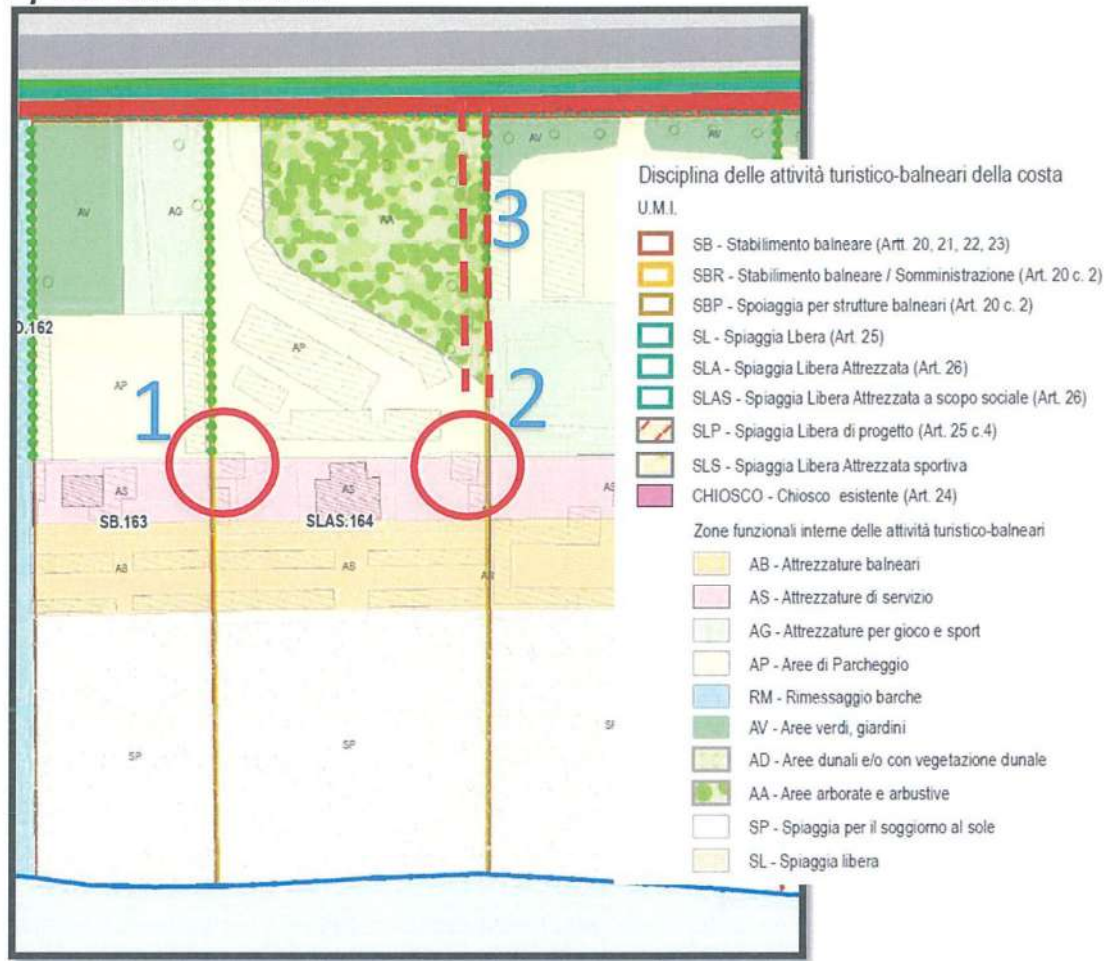 AV
AG
AA
3
AV
AV
D.162
AP
AP
1
2
AS
AS
AS
SB.163
SLAS.164
AB
AB
AB
SP
SP
Disciplina delle attività turistico-balneari della costa
U.M.I.
SB - Stabilimento balneare (Artt. 20, 21, 22, 23)
SBR - Stabilimento balneare / Somministrazione (Art. 20 c. 2)
SBP - Spoiaggia per strutture balneari (Art. 20 c. 2)
SL - Spiaggia Lbera (Art. 25)
SLA - Spiaggia Libera Attrezzata (Art. 26)
SLAS - Spiaggia Libera Attrezzata a scopo sociale (Art. 26)
SLP - Spiaggia Libera di progetto (Art. 25 c.4)
SLS - Spiaggia Libera Attrezzata sportiva
CHIOSCO - Chiosco esistente (Art. 24)
Zone funzionali interne delle attività turistico-balneari
AB - Attrezzature balneari
AS - Attrezzature di servizio
AG - Attrezzature per gioco e sport
AP - Aree di Parcheggio
RM - Rimessaggio barche
AV - Aree verdi, giardini
AD - Aree dunali e/o con vegetazione dunale
AA - Aree arborate e arbustive
SP - Spiaggia per il soggiorno al sole
SL - Spiaggia libera